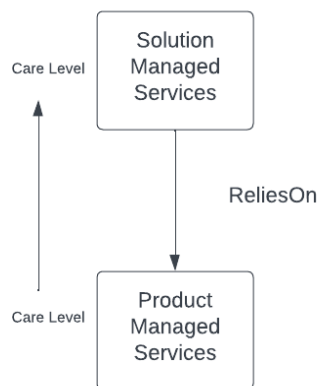 Solution
Managed
Services
Care Level
ReliesOn
Care Level
Product
Managed
Services